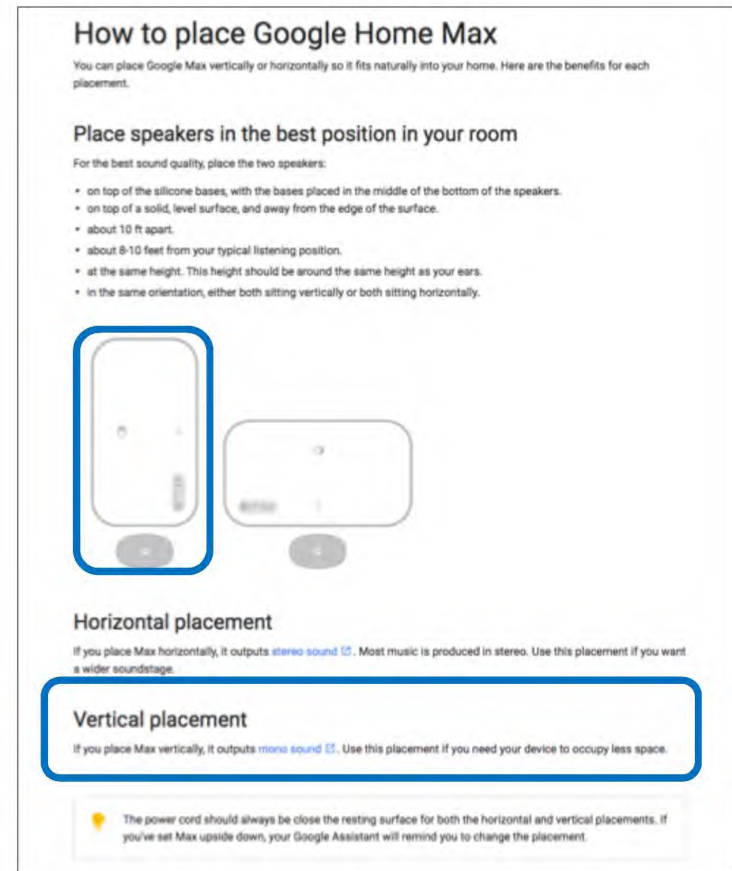 How to place Google Home Max
You can place Google Max vertically or horizontally so it fits naturally into your home. Here are the benefits for each
placement.
Place speakers in the best position in your room
For the best sound quality, place the two speakers:
• on top of the silicone bases, with the bases placed in the middle of the bottom of the speakers.
• on top of a solid, level surface, and away from the edge of the surface.
• about 10 ft apart.
• about 8-10 feet from your typical listening position.
• at the same height. This height should be around the same height as your ears.
• in the same orientation, either both sitting vertically or both sitting horizontally.
Horizontal placement
If you place Max horizontally, it outputs stereo sound. Most music is produced in stereo. Use this placement if you want
a wider soundstage.
Vertical placement
If you place Max vertically, it outputs mono sound. Use this placement if you need your device to occupy less space.
The power cord should always be close the resting surface for both the horizontal and vertical placements. If
you've set Max upside down, your Google Assistant will remind you to change the placement.